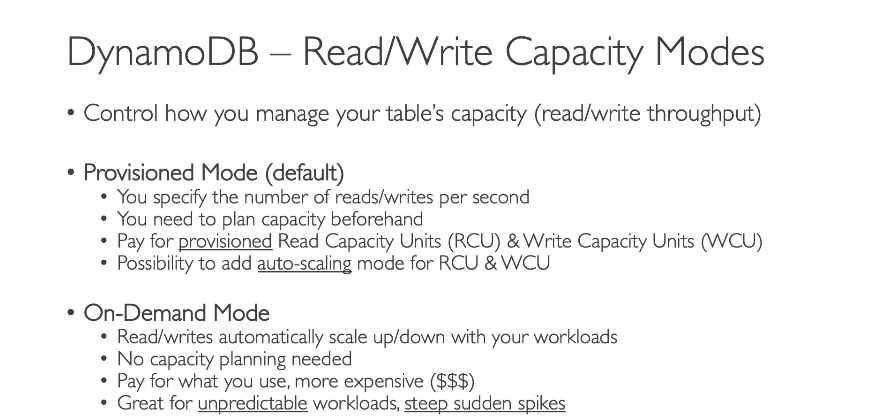 DynamoDB – Read/Write Capacity Modes
• Control how you manage your table's capacity (read/write throughput)
• Provisioned Mode (default)
• You specify the number of reads/writes per second
• You need to plan capacity beforehand
• Pay for provisioned Read Capacity Units (RCU) & Write Capacity Units (WCU)
• Possibility to add auto-scaling mode for RCU & WCU
• On-Demand Mode
• Read/writes automatically scale up/down with your workloads
• No capacity planning needed
• Pay for what you use, more expensive ($$$)
• Great for unpredictable workloads, steep sudden spikes